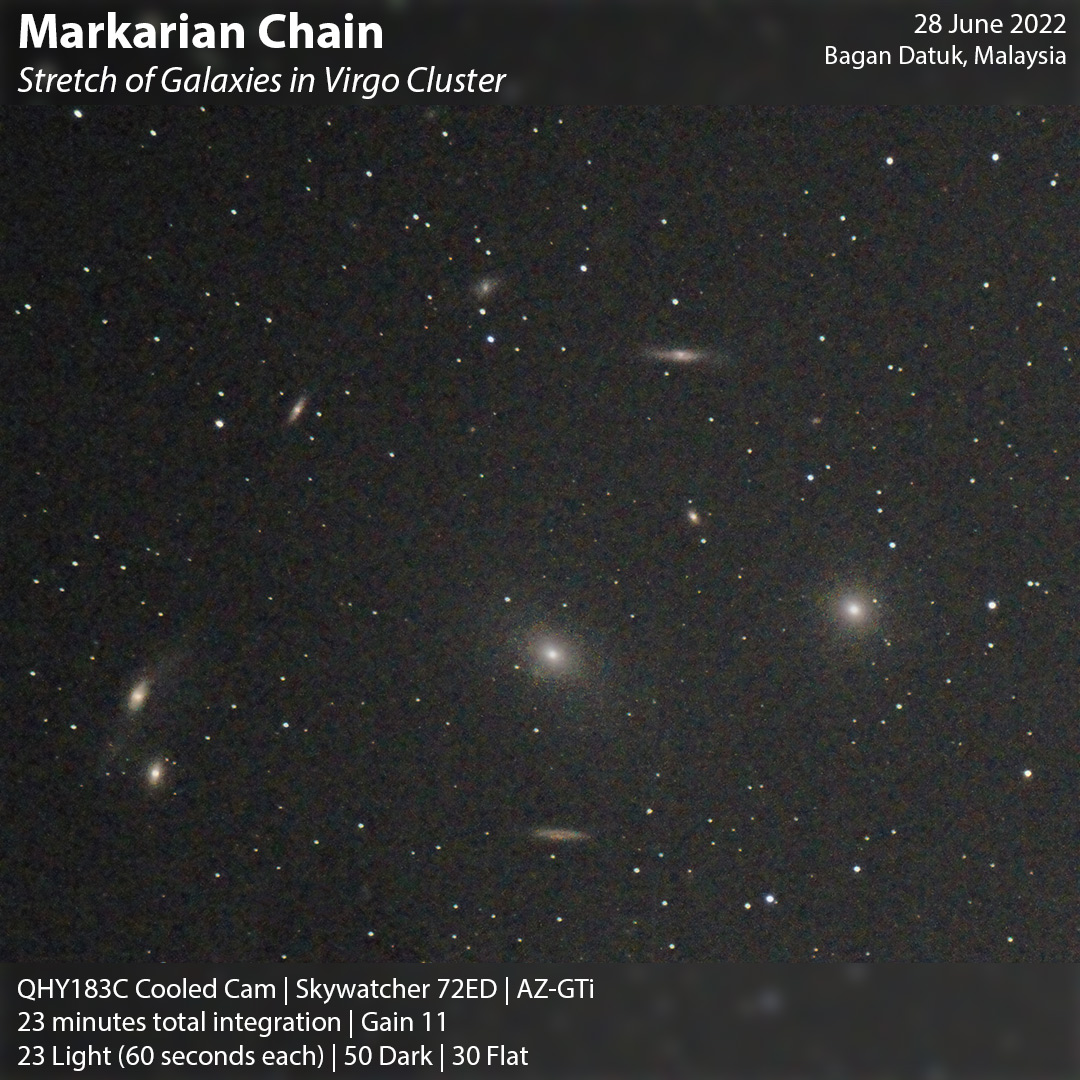 Markarian Chain
Stretch of Galaxies in Virgo Cluster
28 June 2022
Bagan Datuk, Malaysia
QHY183C Cooled Cam | Skywatcher 72ED | AZ-GTi
23 minutes total integration | Gain 11
23 Light (60 seconds each) | 50 Dark | 30 Flat